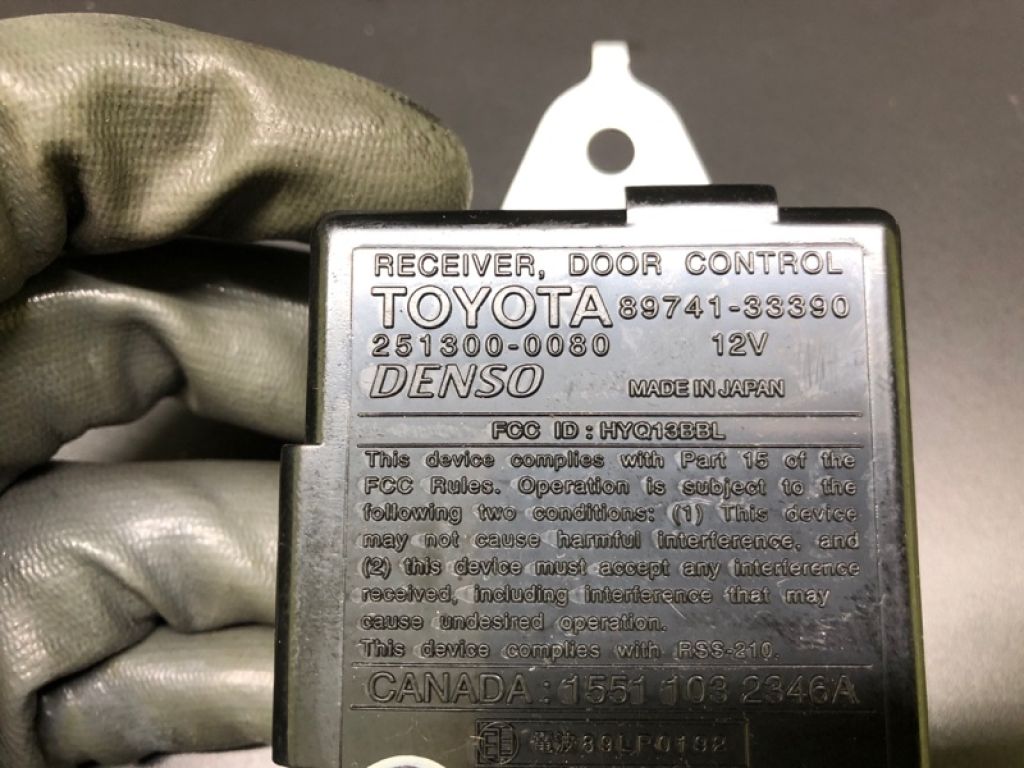 RECEIVER, DOOR CONTROL
TOYOTA 89741-33390
251300-0080 12V
DENSO MADE IN JAPAN
FCC ID : HYQ13BBL
This device complies with Part 15 of the
FCC Rules. Operation is subject to the
following two conditions: (1) This device
may not cause harmful interference, and
(2) this device must accept any interference
received, including interference that may
cause undesired operation.
This device complies with RSS-210.
CANADA : 1551 103 2346A